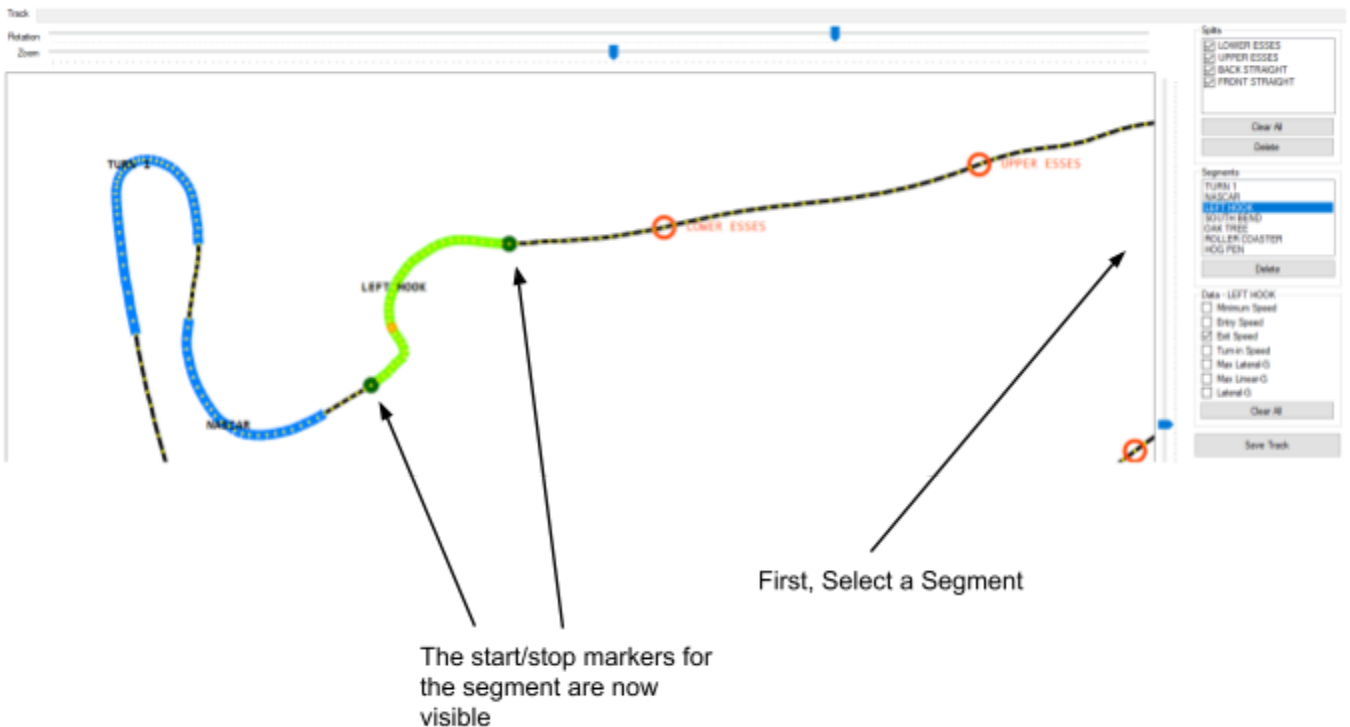 Track
Rotation
Zoom
Splits
LOWER ESSES
UPPER ESSES
BACK STRAIGHT
FRONT STRAIGHT
Clear All
Delete
Segments
TURN 1
NASCAR
LEFT HOOK
SOUTH BEND
OAK TREE
ROLLER COASTER
HOG PEN
Delete
Data - LEFT HOOK
Minimum Speed
Entry Speed
Exit Speed
Turn-in Speed
Max Lateral-G
Max Linear-G
Lateral-G
Clear All
Save Track
TURN 1
UPPER ESSES
LOWER ESSES
LEFT HOOK
NASCAR
First, Select a Segment
The start/stop markers for
the segment are now
visible